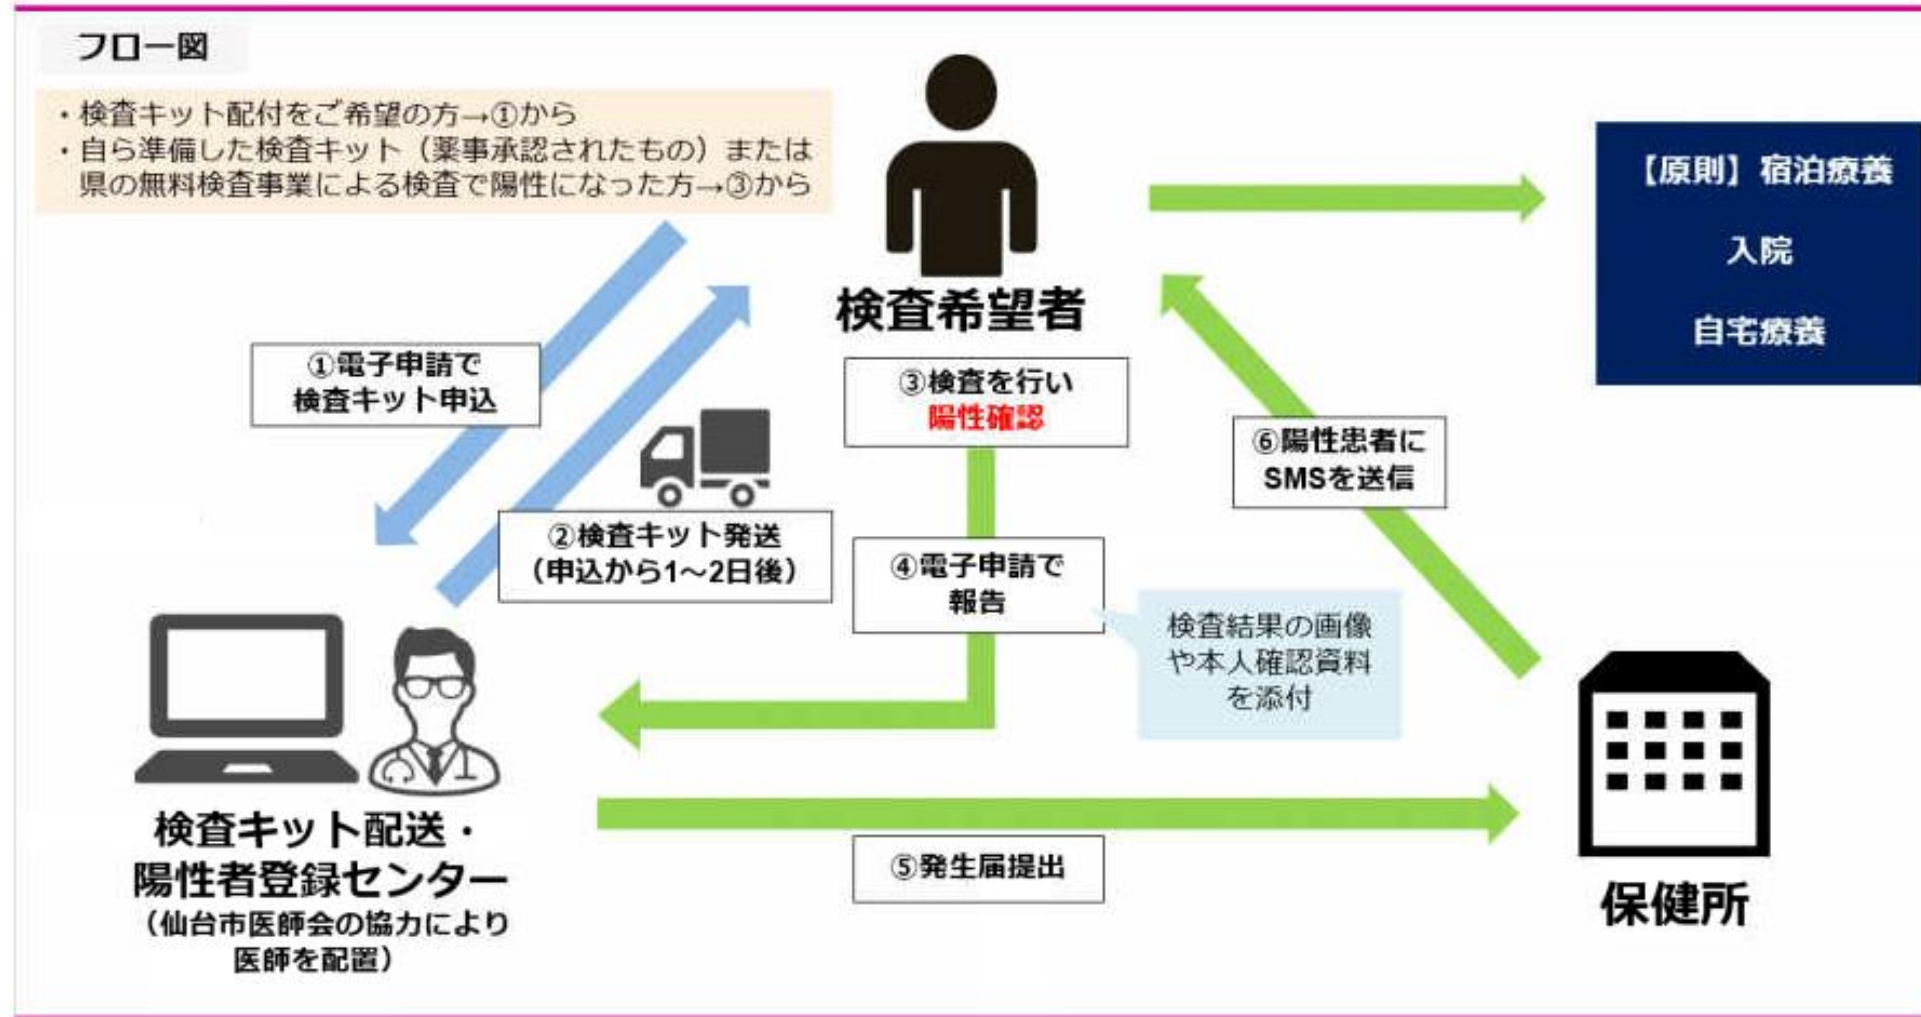 フロー図
・検査キット配付をご希望の方→①から
・自ら準備した検査キット（薬事承認されたもの）または
県の無料検査事業による検査で陽性になった方→③から
検査希望者
【原則】宿泊療養
入院
自宅療養
①電子申請で
検査キット申込
②検査キット発送
（申込から1～2日後）
③検査を行い
陽性確認
④電子申請で
報告
検査結果の画像
や本人確認資料
を添付
⑥陽性患者に
SMSを送信
検査キット配送・
陽性者登録センター
（仙台市医師会の協力により
医師を配置）
⑤発生届提出
保健所